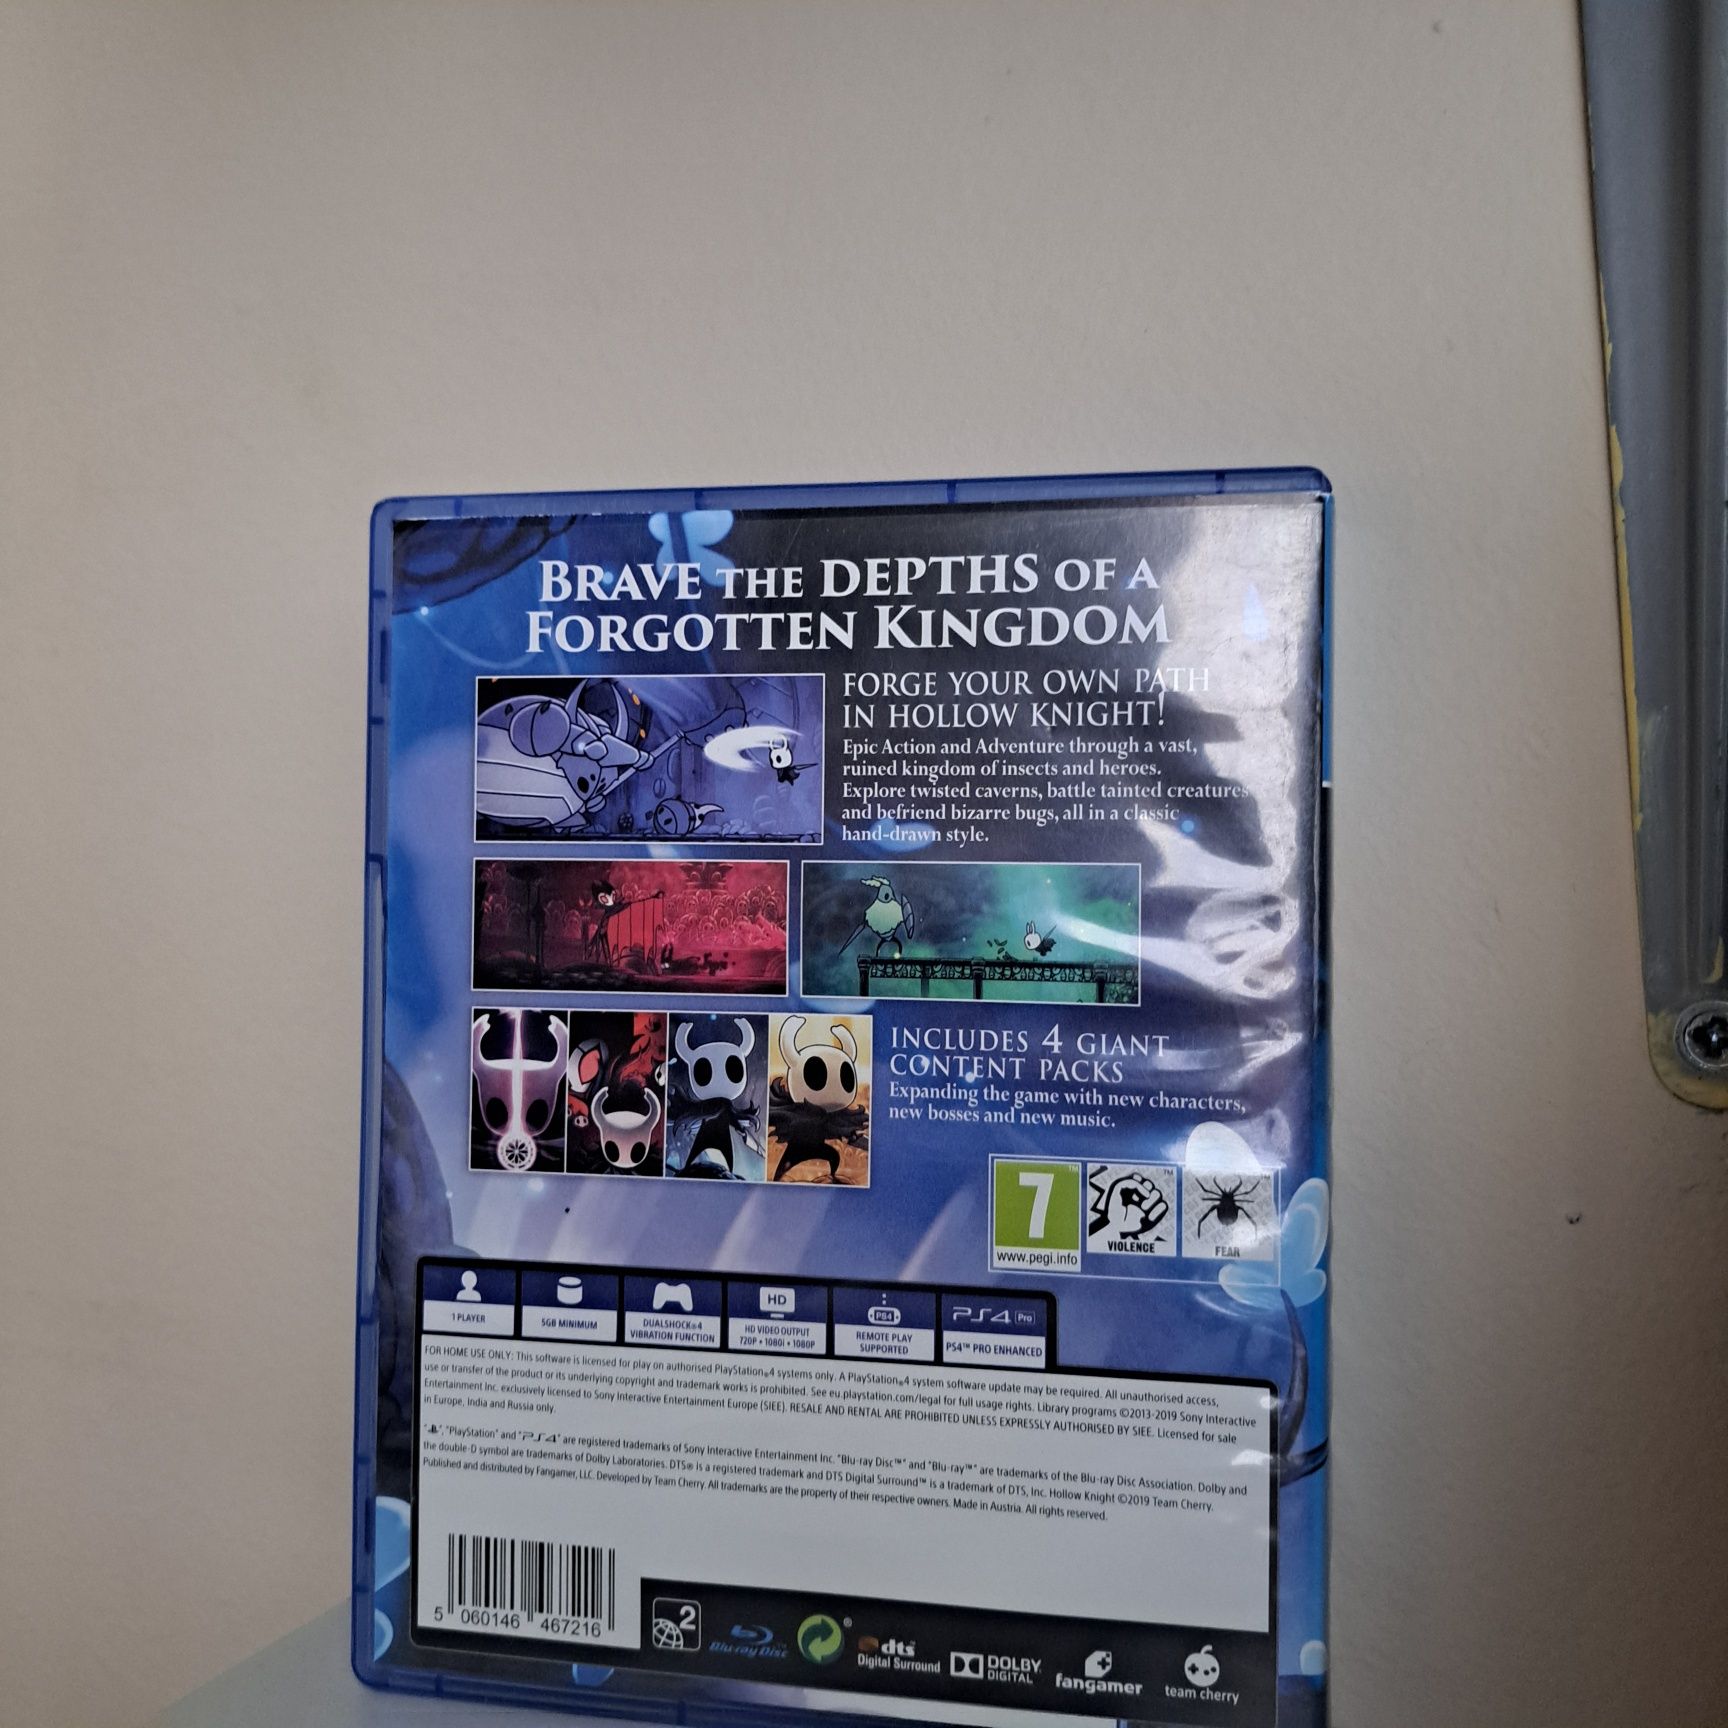 BRAVE THE DEPTHS OF A
FORGOTTEN KINGDOM
FORGE YOUR OWN PATH
IN HOLLOW KNIGHT!
Epic Action and Adventure through a vast,
ruined kingdom of insects and heroes.
Explore twisted caverns, battle tainted creatures
and befriend bizarre bugs, all in a classic
hand-drawn style.
INCLUDES 4 GIANT
CONTENT PACKS
Expanding the game with new characters,
new bosses and new music.
7™
www.pegi.info
™
VIOLENCE
™
FEAR
1 PLAYER
5GB MINIMUM
DUALSHOCK®4
VIBRATION FUNCTION
HD
HD VIDEO OUTPUT
720P • 1080i • 1080P
PS4
REMOTE PLAY
SUPPORTED
PS4 Pro
PS4™ PRO ENHANCED
FOR HOME USE ONLY: This software is licensed for play on authorised PlayStation®4 systems only. A PlayStation®4 system software update may be required. All unauthorised access,
use or transfer of the product or its underlying copyright and trademark works is prohibited. See eu.playstation.com/legal for full usage rights. Library programs ©2013-2019 Sony Interactive
Entertainment Inc. exclusively licensed to Sony Interactive Entertainment Europe (SIEE). RESALE AND RENTAL ARE PROHIBITED UNLESS EXPRESSLY AUTHORISED BY SIEE. Licensed for sale
in Europe, India and Russia only.
"PlayStation" and "PS4" are registered trademarks of Sony Interactive Entertainment Inc. "Blu-ray Disc™" and "Blu-ray™" are trademarks of the Blu-ray Disc Association. Dolby and
the double-D symbol are trademarks of Dolby Laboratories. DTS® is a registered trademark and DTS Digital Surround™ is a trademark of DTS, Inc. Hollow Knight ©2019 Team Cherry.
Published and distributed by Fangamer, LLC. Developed by Team Cherry. All trademarks are the property of their respective owners. Made in Austria. All rights reserved.
5 060146 467216
2
Blu-ray Disc™
®
dts™
Digital Surround
DOLBY
DIGITAL
fangamer
team cherry